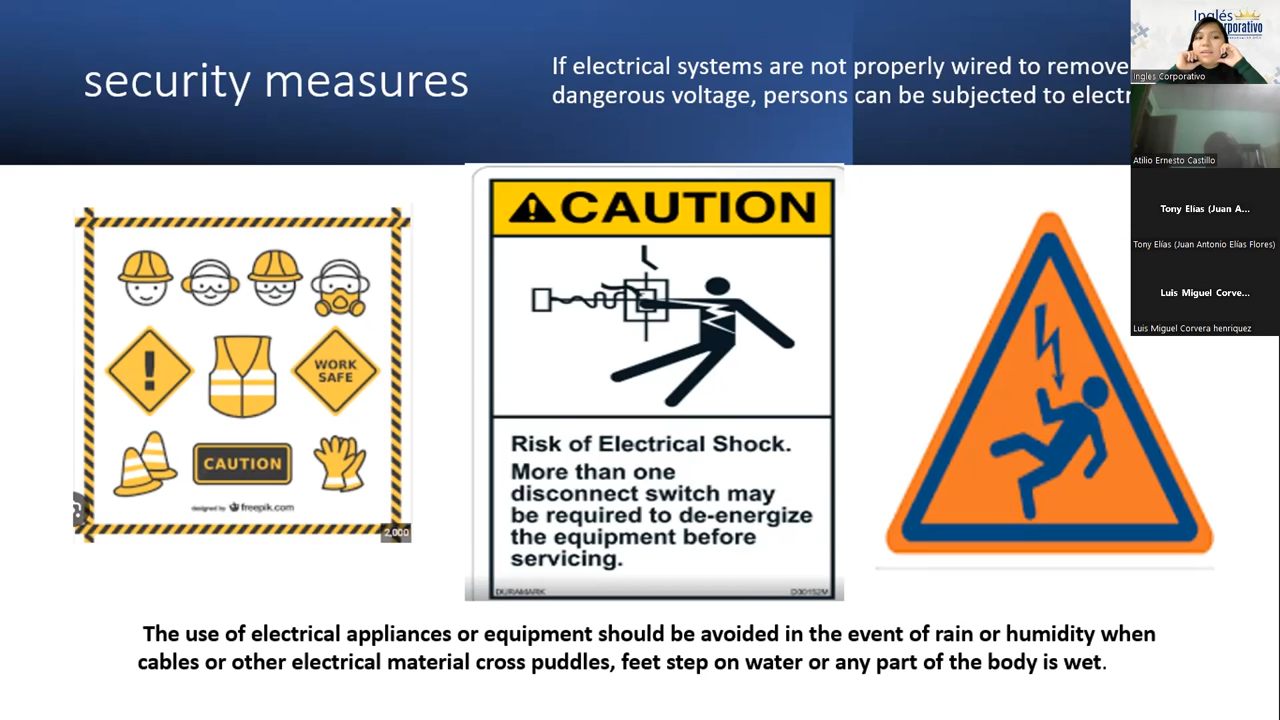 security measures
If electrical systems are not properly wired to remove
dangerous voltage, persons can be subjected to electr
WORK
SAFE
CAUTION
designed by freepik.com
2,000
CAUTION
Risk of Electrical Shock.
More than one
disconnect switch may
be required to de-energize
the equipment before
servicing.
DURAMARK
The use of electrical appliances or equipment should be avoided in the event of rain or humidity when
cables or other electrical material cross puddles, feet step on water or any part of the body is wet.
Inglés
Ingles Corporativo
Atilio Ernesto Castillo
Tony Elías (Juan A...
Tony Elías (Juan Antonio Elías Flores)
Luis Miguel Corve...
Luis Miguel Corvera henriquez